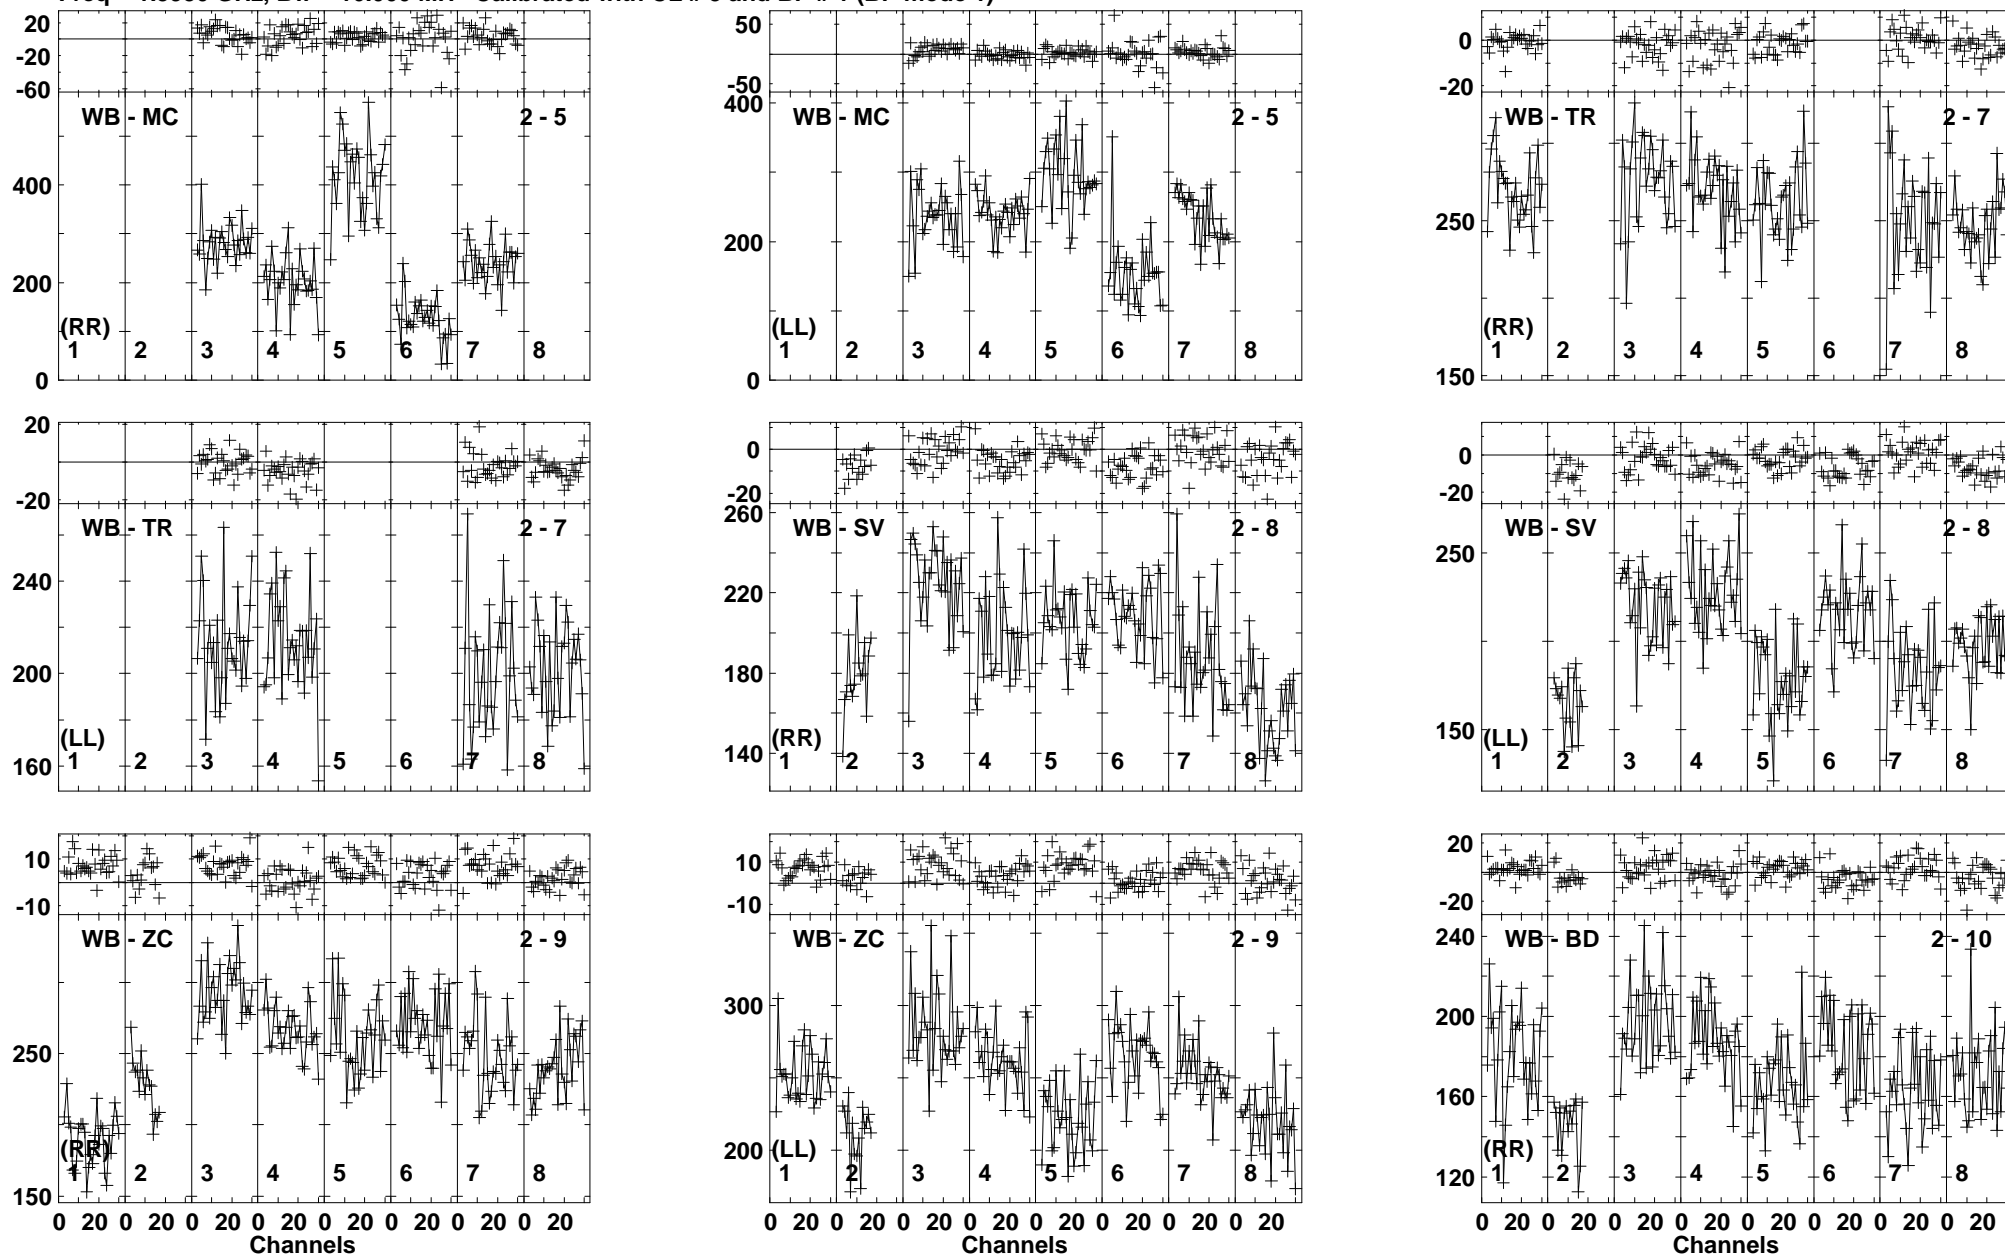 20 0 -20 -60
WB - MC 2 - 5
400 200 0
(RR)
1 2 3 4 5 6 7 8
50 0 -50
400 200 0
WB - MC 2 - 5
(LL)
1 2 3 4 5 6 7 8
0 -20
WB - TR 2 - 7
250 150
(RR)
1 2 3 4 5 6 7 8
20 0 -20
WB - TR 2 - 7
240 200 160
(LL)
1 2 3 4 5 6 7 8
0 -20
260 220 180 140
WB - SV 2 - 8
(RR)
1 2 3 4 5 6 7 8
0 -20
WB - SV 2 - 8
250 150
(LL)
1 2 3 4 5 6 7 8
10 -10
WB - ZC 2 - 9
250 150
(RR)
1 2 3 4 5 6 7 8
0 20 0 20 0 20 0 20 0 20 0 20 0 20 0 20
Channels
10 -10
WB - ZC 2 - 9
300 200
(LL)
1 2 3 4 5 6 7 8
0 20 0 20 0 20 0 20 0 20 0 20 0 20 0 20
Channels
20 0 -20
WB - BD 2 - 10
240 200 160 120
(RR)
1 2 3 4 5 6 7 8
0 20 0 20 0 20 0 20 0 20 0 20 0 20 0 20
Channels